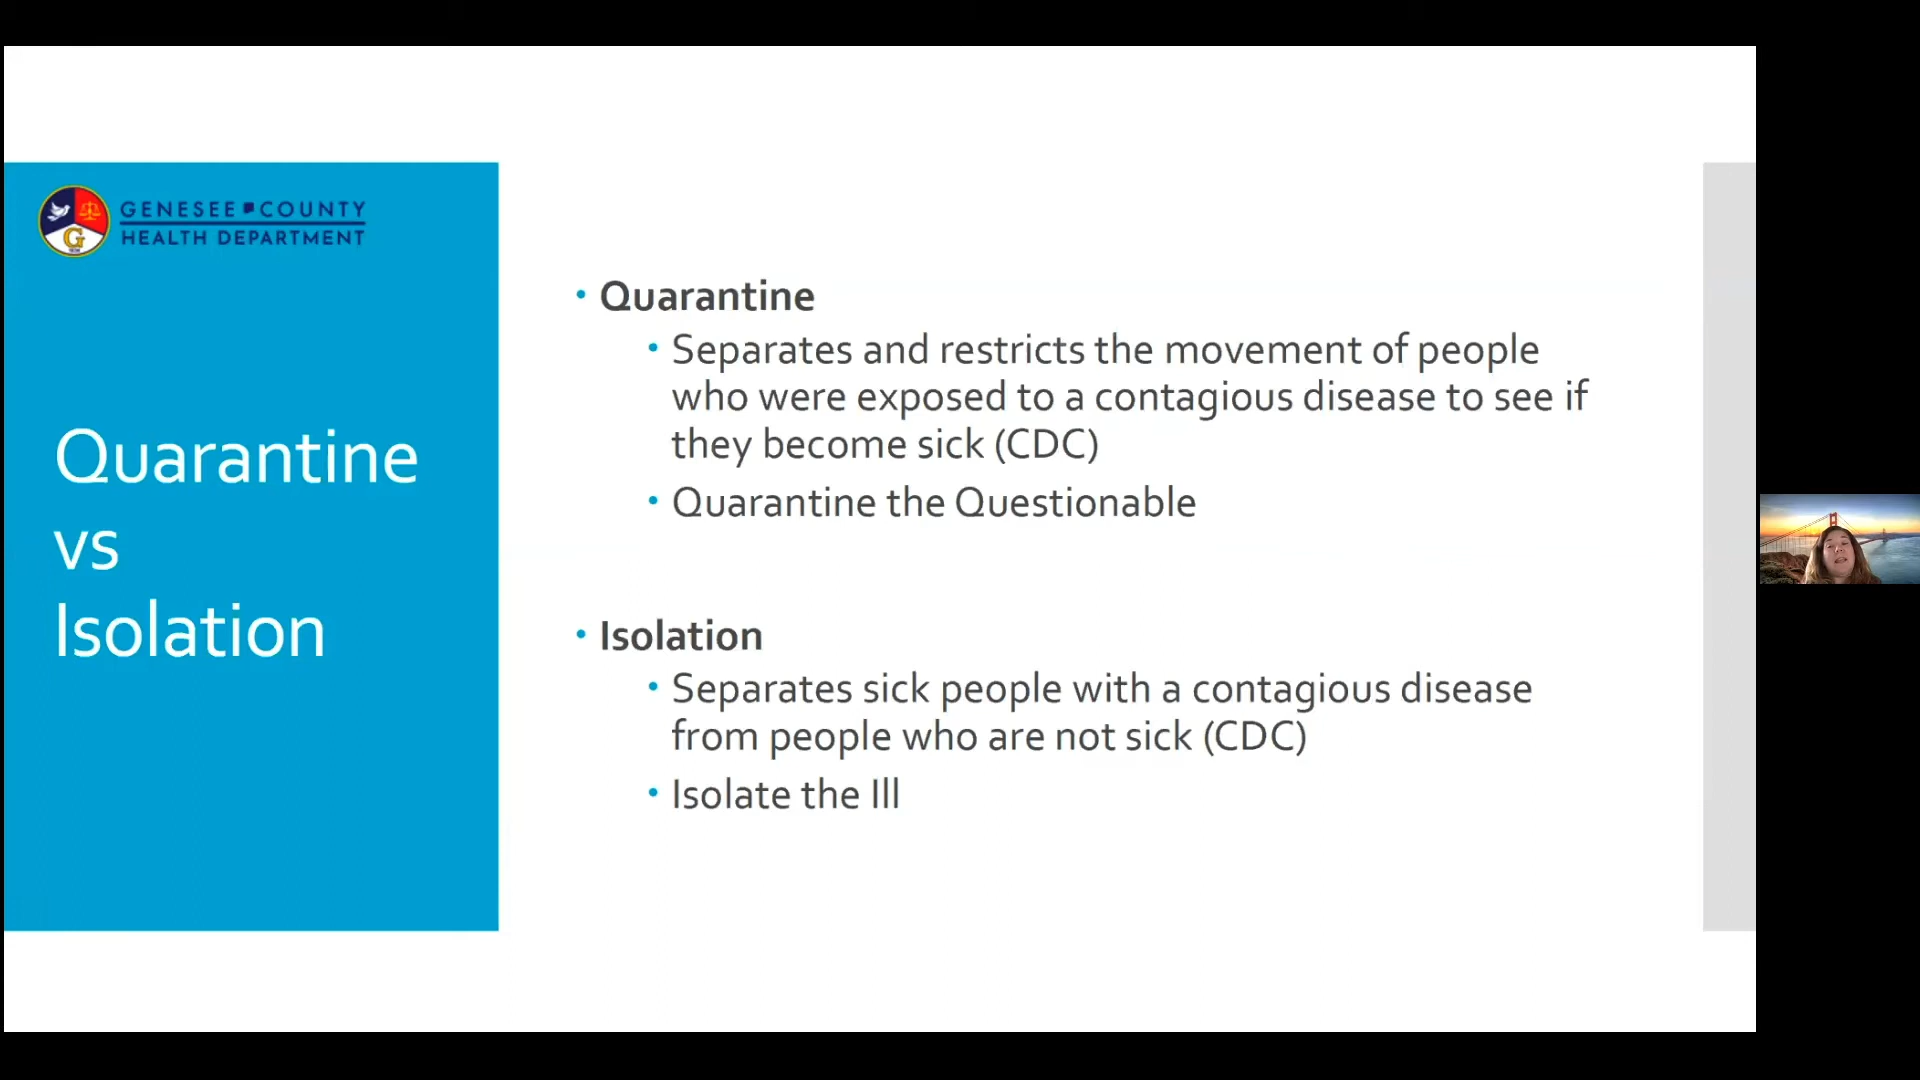 GENESEE COUNTY
HEALTH DEPARTMENT
G
Quarantine
vs
Isolation
• Quarantine
• Separates and restricts the movement of people
who were exposed to a contagious disease to see if
they become sick (CDC)
• Quarantine the Questionable
• Isolation
• Separates sick people with a contagious disease
from people who are not sick (CDC)
• Isolate the Ill